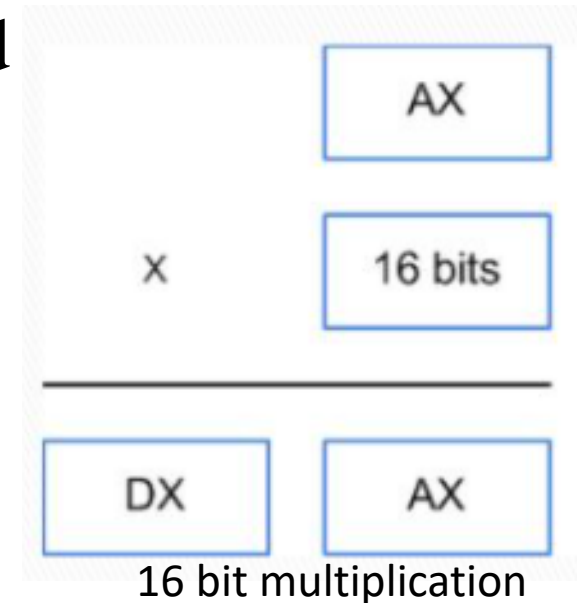 d
AX
x 16 bits
DX AX
16 bit multiplication